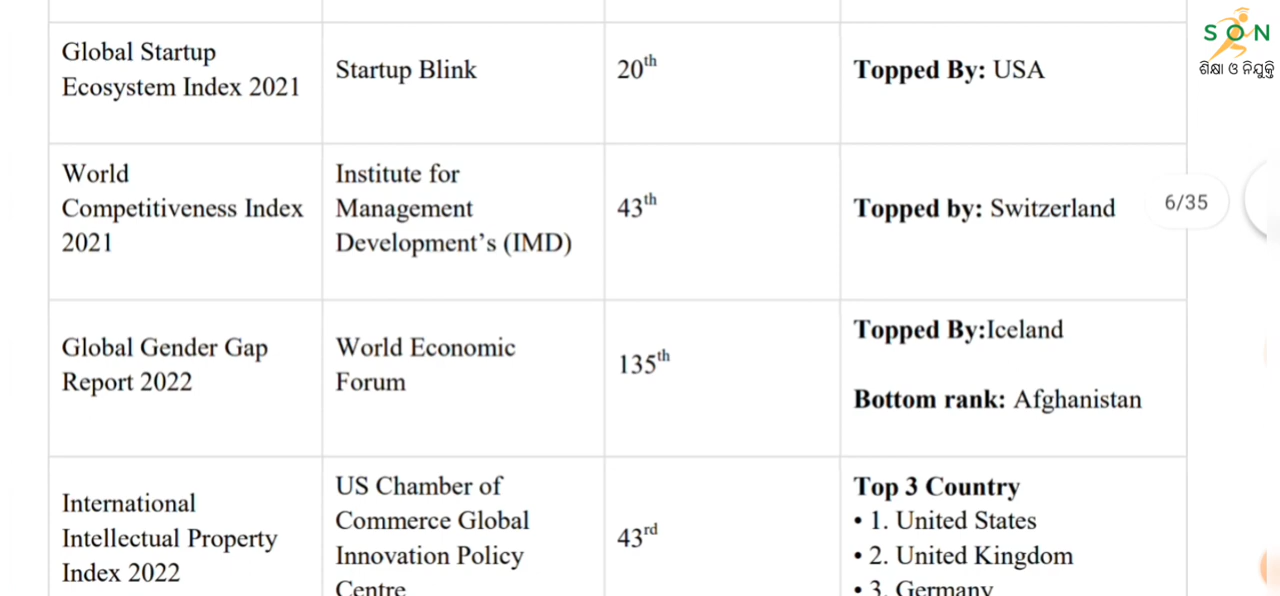 Global Startup
Ecosystem Index 2021
Startup Blink
20th
Topped By: USA
SON
ଶିକ୍ଷା ଓ ନିଯୁକ୍ତି
World
Competitiveness Index
2021
Institute for
Management
Development’s (IMD)
43th
Topped by: Switzerland
6/35
Global Gender Gap
Report 2022
World Economic
Forum
135th
Topped By:Iceland
Bottom rank: Afghanistan
International
Intellectual Property
Index 2022
US Chamber of
Commerce Global
Innovation Policy
Centre
43rd
Top 3 Country
• 1. United States
• 2. United Kingdom
• 3. Germany